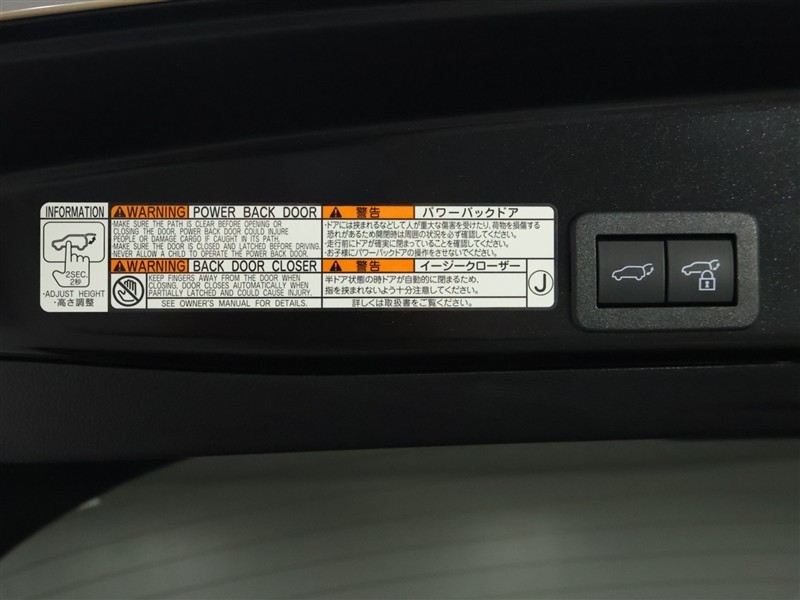 INFORMATION
2SEC.
2秒
·ADJUST HEIGHT
·高さ調整
WARNING POWER BACK DOOR
·MAKE SURE THE PATH IS CLEAR BEFORE OPENING OR
CLOSING THE DOOR. POWER BACK DOOR COULD INJURE
PEOPLE OR DAMAGE CARGO IF CAUGHT IN ITS PATH.
·MAKE SURE THE DOOR IS CLOSED AND LATCHED BEFORE DRIVING.
·NEVER ALLOW A CHILD TO OPERATE THE POWER BACK DOOR.
WARNING BACK DOOR CLOSER
KEEP FINGERS AWAY FROM THE DOOR WHEN
CLOSING. DOOR CLOSES AUTOMATICALLY WHEN
PARTIALLY LATCHED AND COULD CAUSE INJURY.
SEE OWNER'S MANUAL FOR DETAILS.
警告 パワーバックドア
·ドアには挟まれるなどして人が重大な傷害を受けたり、荷物を損傷する
恐れがあるため開閉時は周囲の状況を必ず確認してください。
·走行前にドアが確実に閉まっていることを確認してください。
·お子様にパワーバックドアの操作をさせないでください。
警告 イージークローザー
半ドア状態の時ドアが自動的に閉まるため、
指を挟まれないよう十分注意してください。
詳しくは取扱書をご覧ください。
J